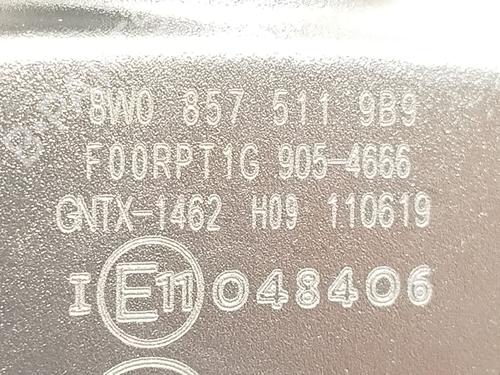 8W0 857 511 9B9
F00RPT1G 905-4666
GNTX-1462 H09 110619
I E11 048406